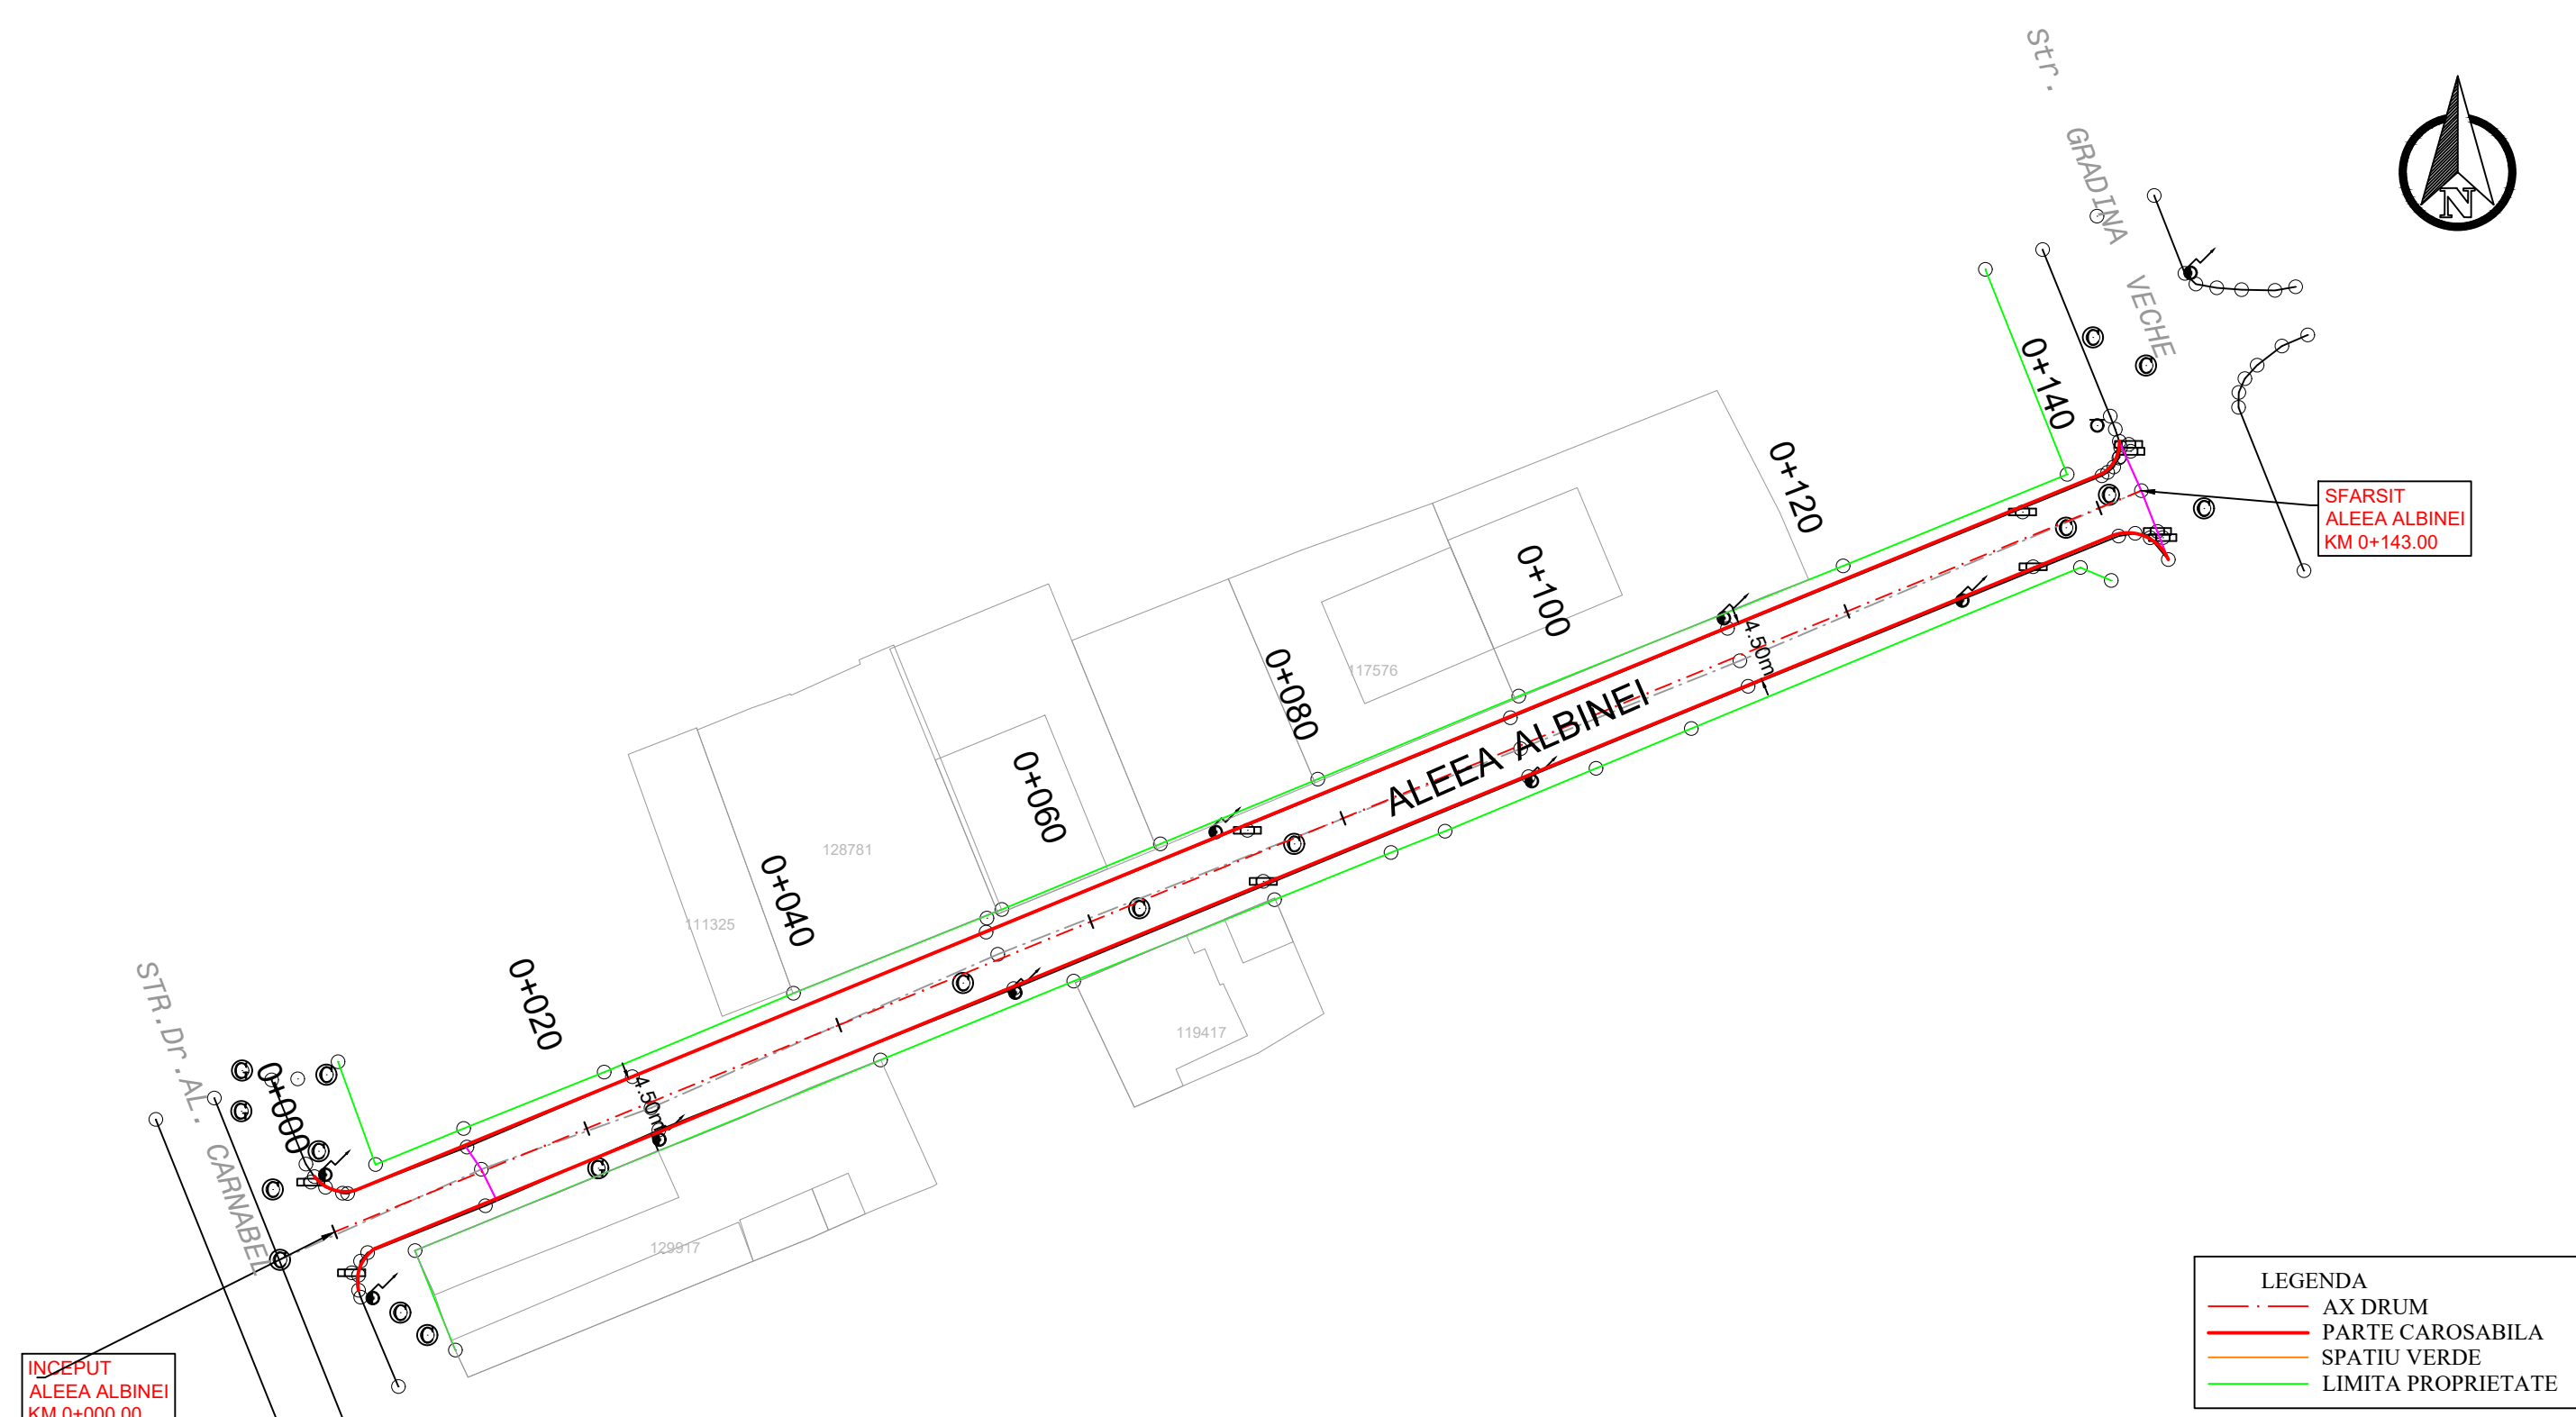 Str. GRADINA VECHE
N
0+140
0+120
SFARSIT
ALEEA ALBINEI
KM 0+143.00
0+100
4.50m
117576
0+080
ALEEA ALBINEI
0+060
128781
0+040
111325
0+020
119417
STR.Dr.AL. CARNABEL
0+000
4.50m
129917
INCEPUT
ALEEA ALBINEI
KM 0+000.00
LEGENDA
AX DRUM
PARTE CAROSABILA
SPATIU VERDE
LIMITA PROPRIETATE